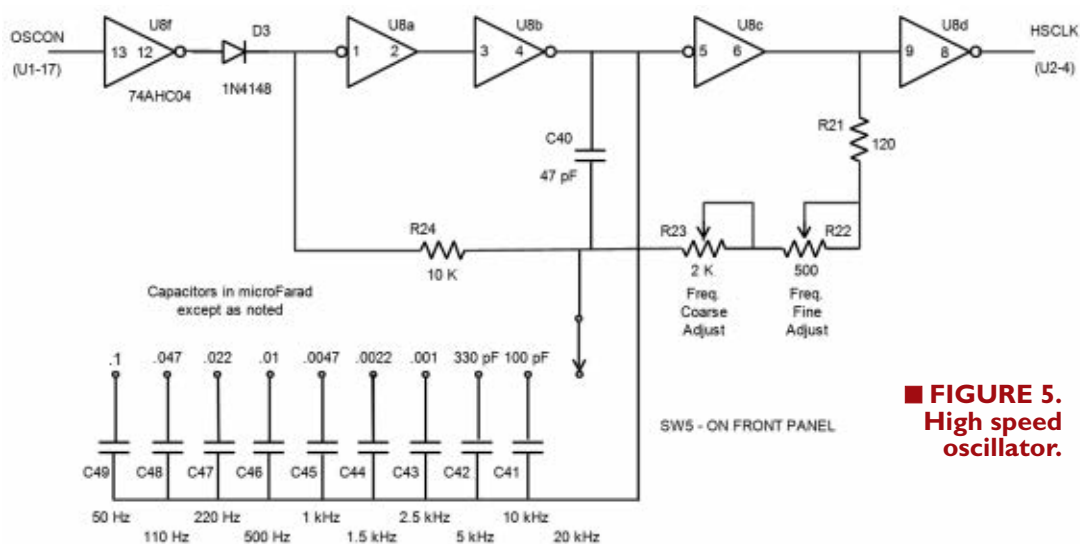 OSCON
(U1-17)
U8f
13 12
74AHC04
D3
1N4148
U8a
1 2
U8b
3 4
U8c
5 6
U8d
9 8
HSCLK
(U2-4)
C40
47 pF
R21
120
R24
10 K
R23
2 K
Freq.
Coarse
Adjust
R22
500
Freq.
Fine
Adjust
Capacitors in microFarad
except as noted
.1 .047 .022 .01 .0047 .0022 .001 330 pF 100 pF
C49 C48 C47 C46 C45 C44 C43 C42 C41
50 Hz 220 Hz 1 kHz 2.5 kHz 10 kHz
110 Hz 500 Hz 1.5 kHz 5 kHz 20 kHz
SW5 - ON FRONT PANEL
■ FIGURE 5.
High speed
oscillator.